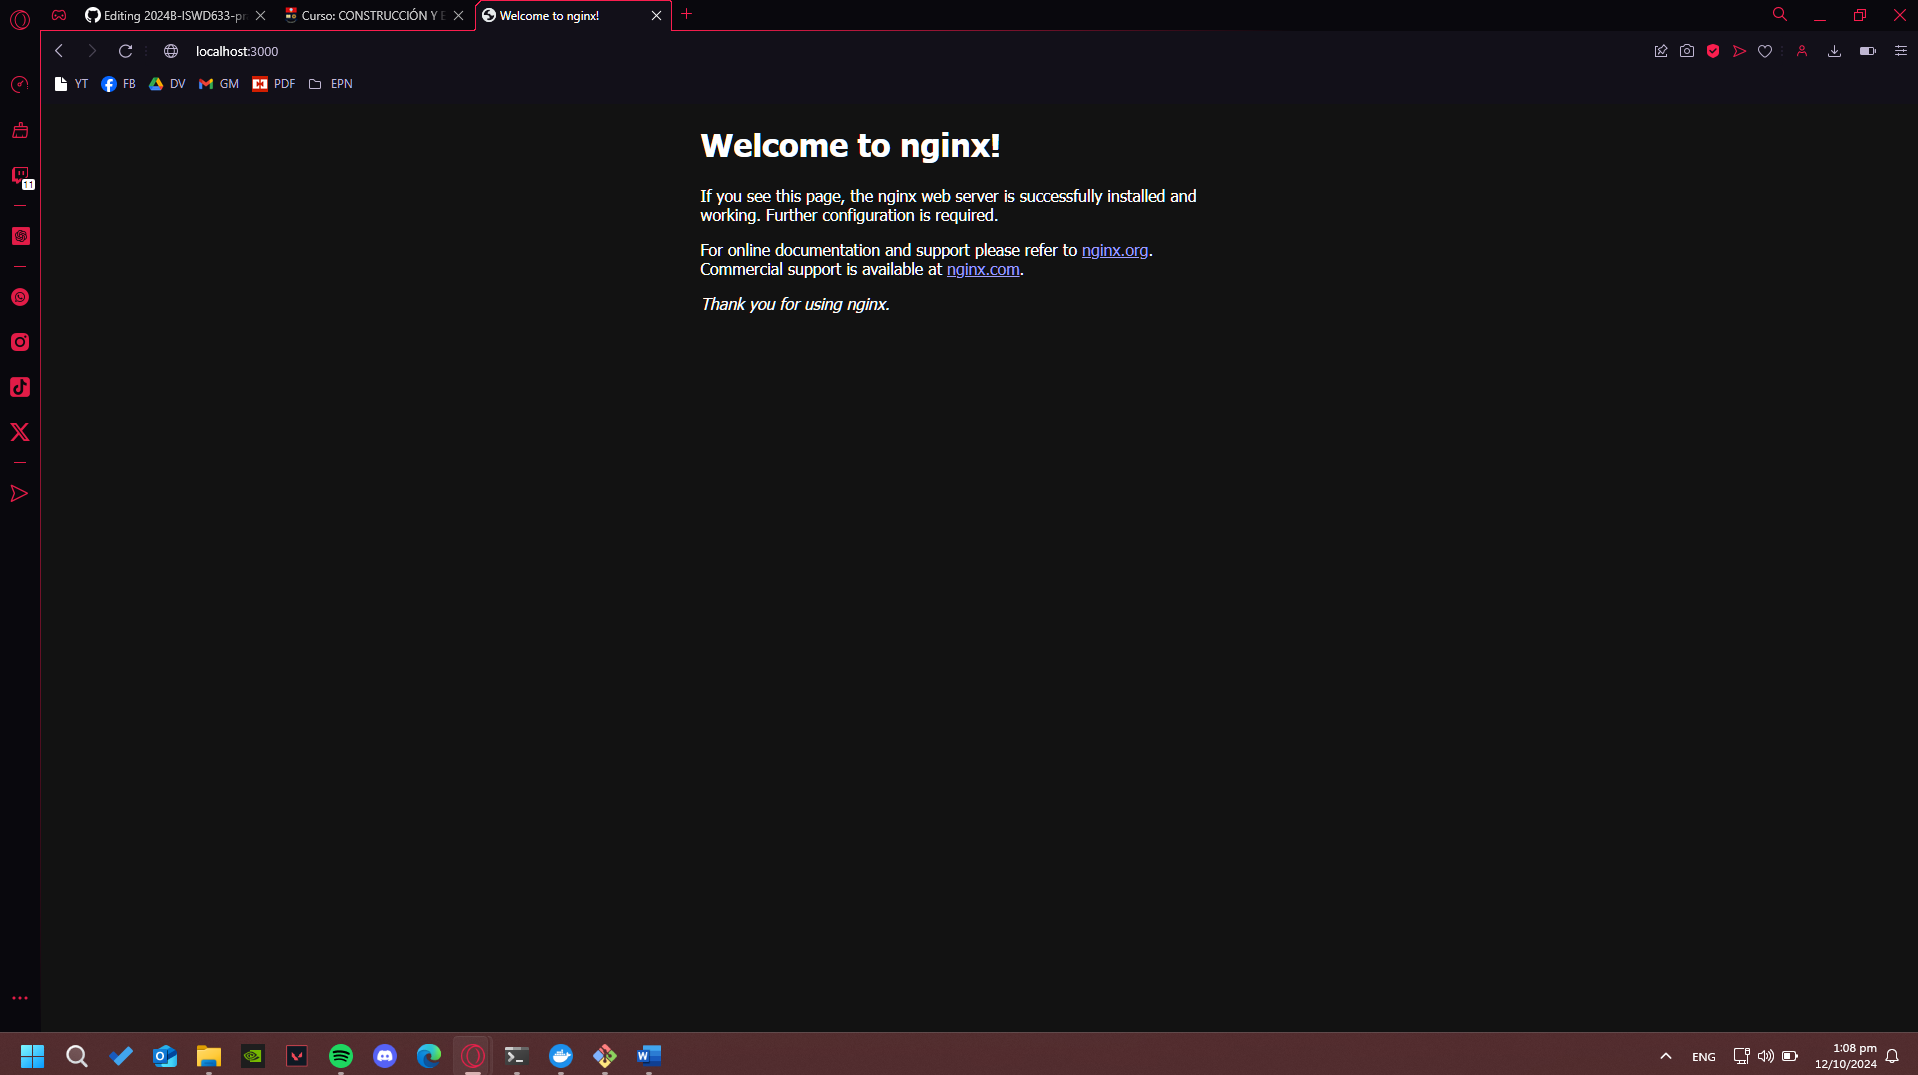 Editing 2024B-ISWD633-pr
Curso: CONSTRUCCIÓN Y E
Welcome to nginx!
localhost:3000
YT
FB
DV
GM
PDF
EPN
11
Welcome to nginx!
If you see this page, the nginx web server is successfully installed and
working. Further configuration is required.
For online documentation and support please refer to nginx.org.
Commercial support is available at nginx.com.
Thank you for using nginx.
ENG
1:08 pm
12/10/2024